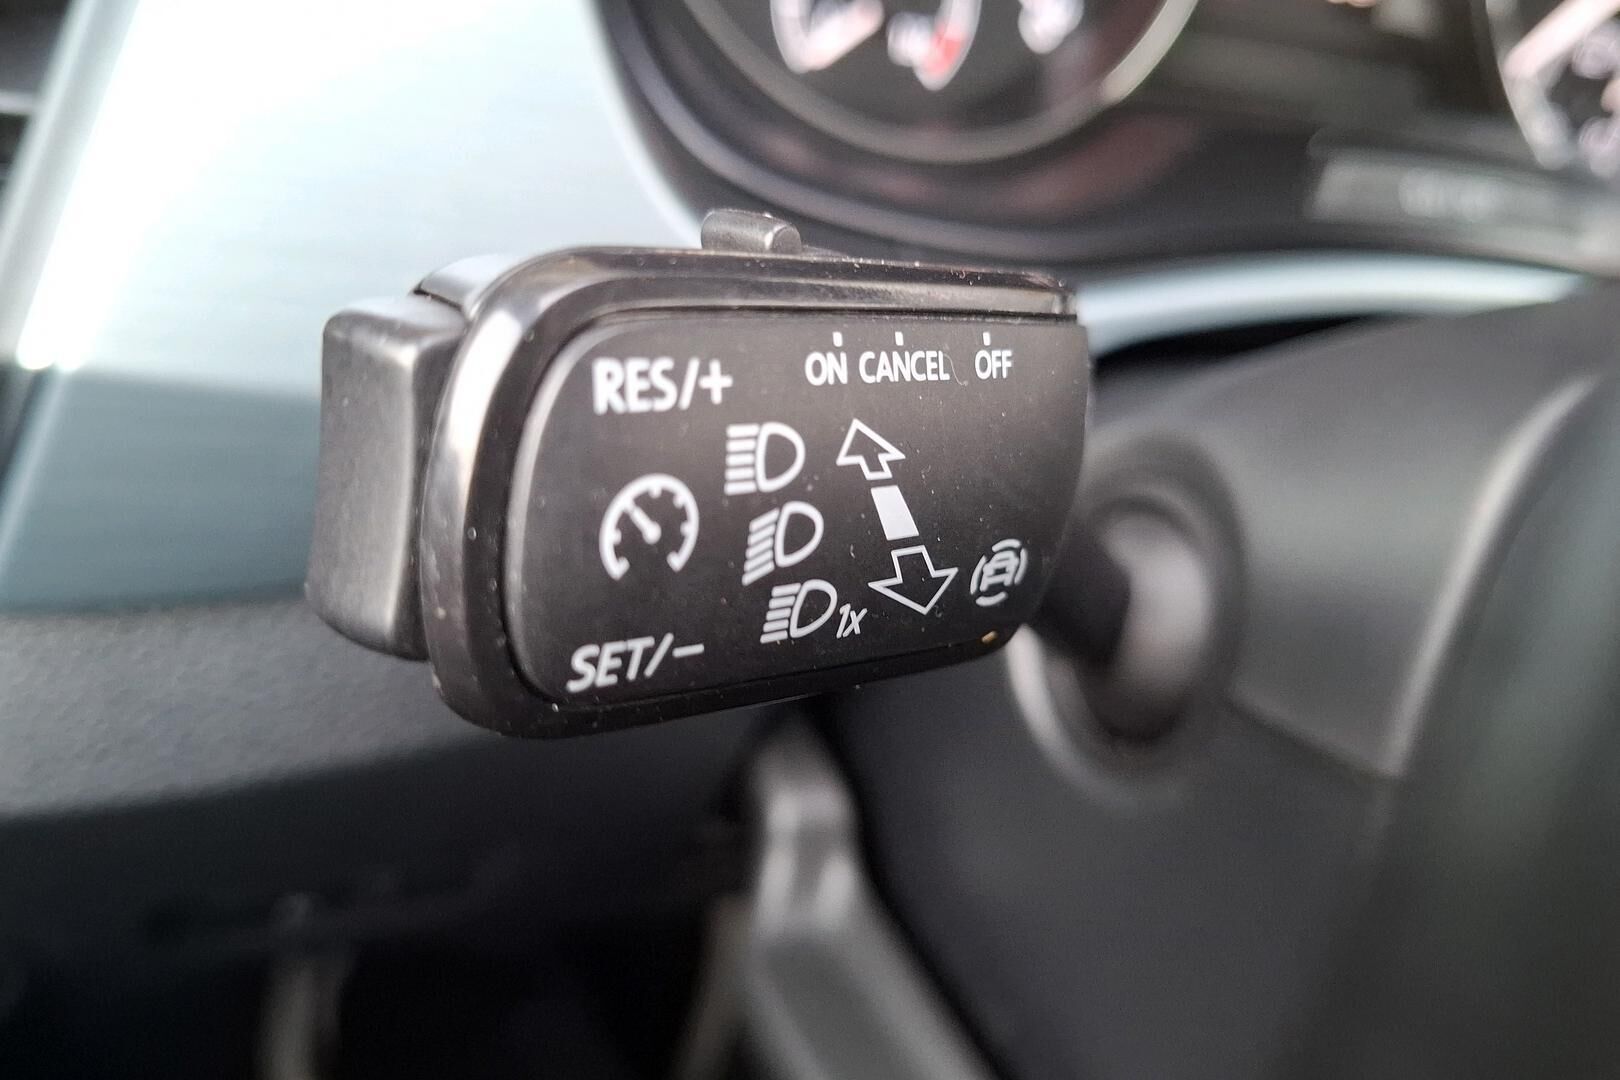 ON CANCEL OFF
RES/+
1x
SET/−